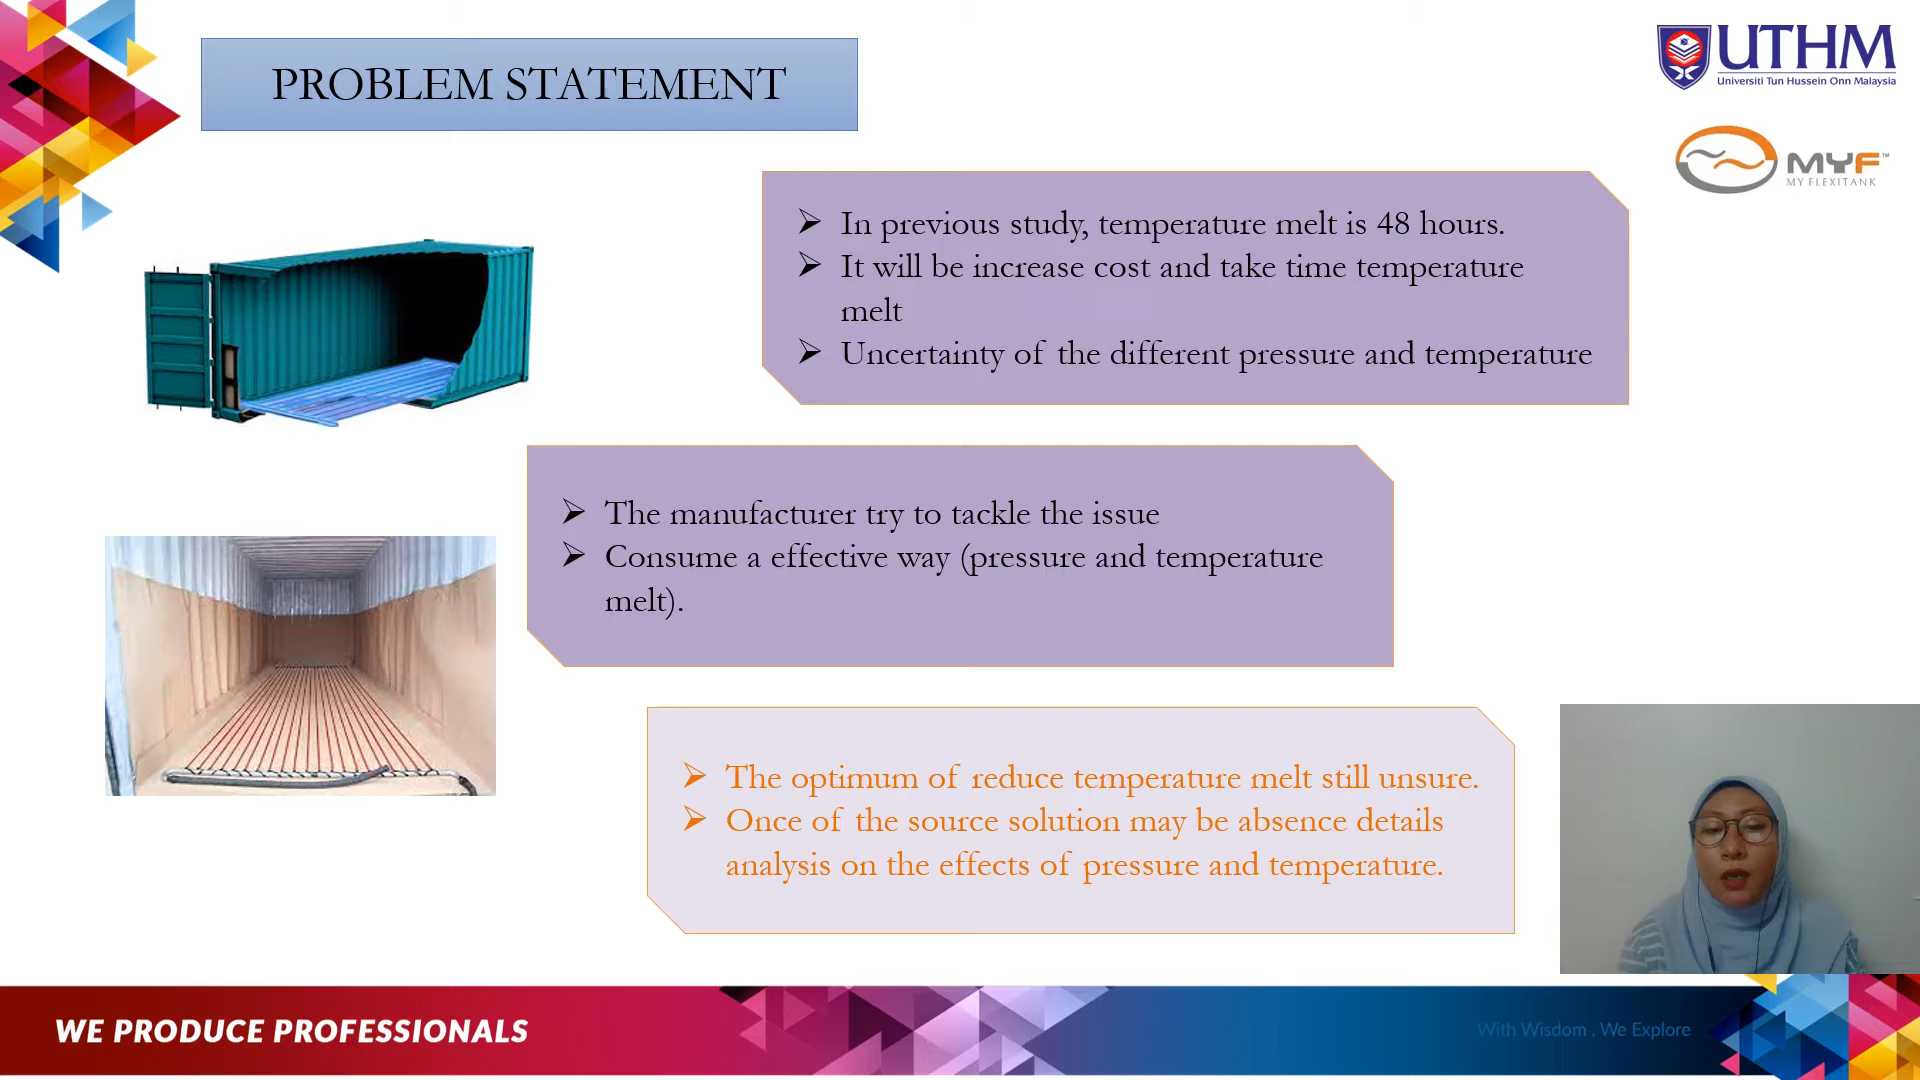 PROBLEM STATEMENT
UTHM
Universiti Tun Hussein Onn Malaysia
MYF™
MY FLEXITANK
➢ In previous study, temperature melt is 48 hours.
➢ It will be increase cost and take time temperature
melt
➢ Uncertainty of the different pressure and temperature
➢ The manufacturer try to tackle the issue
➢ Consume a effective way (pressure and temperature
melt).
➢ The optimum of reduce temperature melt still unsure.
➢ Once of the source solution may be absence details
analysis on the effects of pressure and temperature.
WE PRODUCE PROFESSIONALS
With Wisdom , We Explore